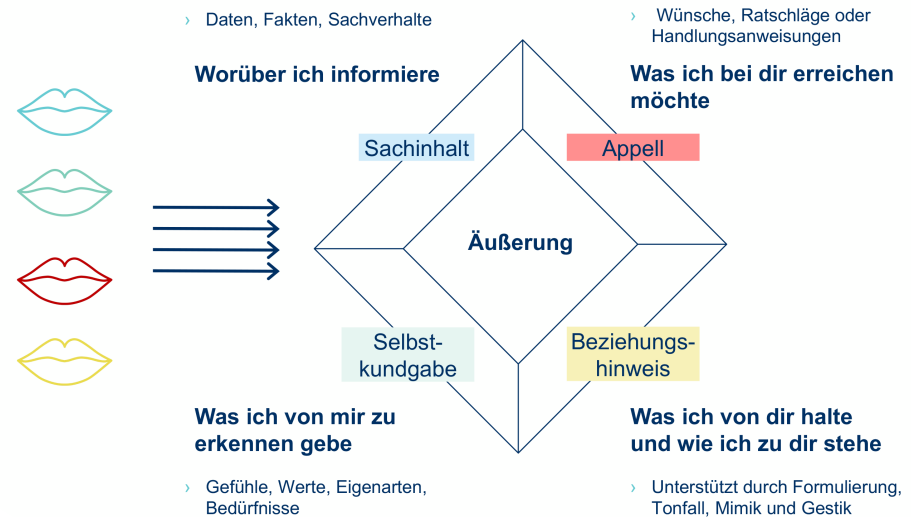 › Daten, Fakten, Sachverhalte
Worüber ich informiere
› Wünsche, Ratschläge oder
Handlungsanweisungen
Was ich bei dir erreichen
möchte
Sachinhalt
Appell
Äußerung
Selbst-
kundgabe
Beziehungs-
hinweis
Was ich von mir zu
erkennen gebe
› Gefühle, Werte, Eigenarten,
Bedürfnisse
Was ich von dir halte
und wie ich zu dir stehe
› Unterstützt durch Formulierung,
Tonfall, Mimik und Gestik